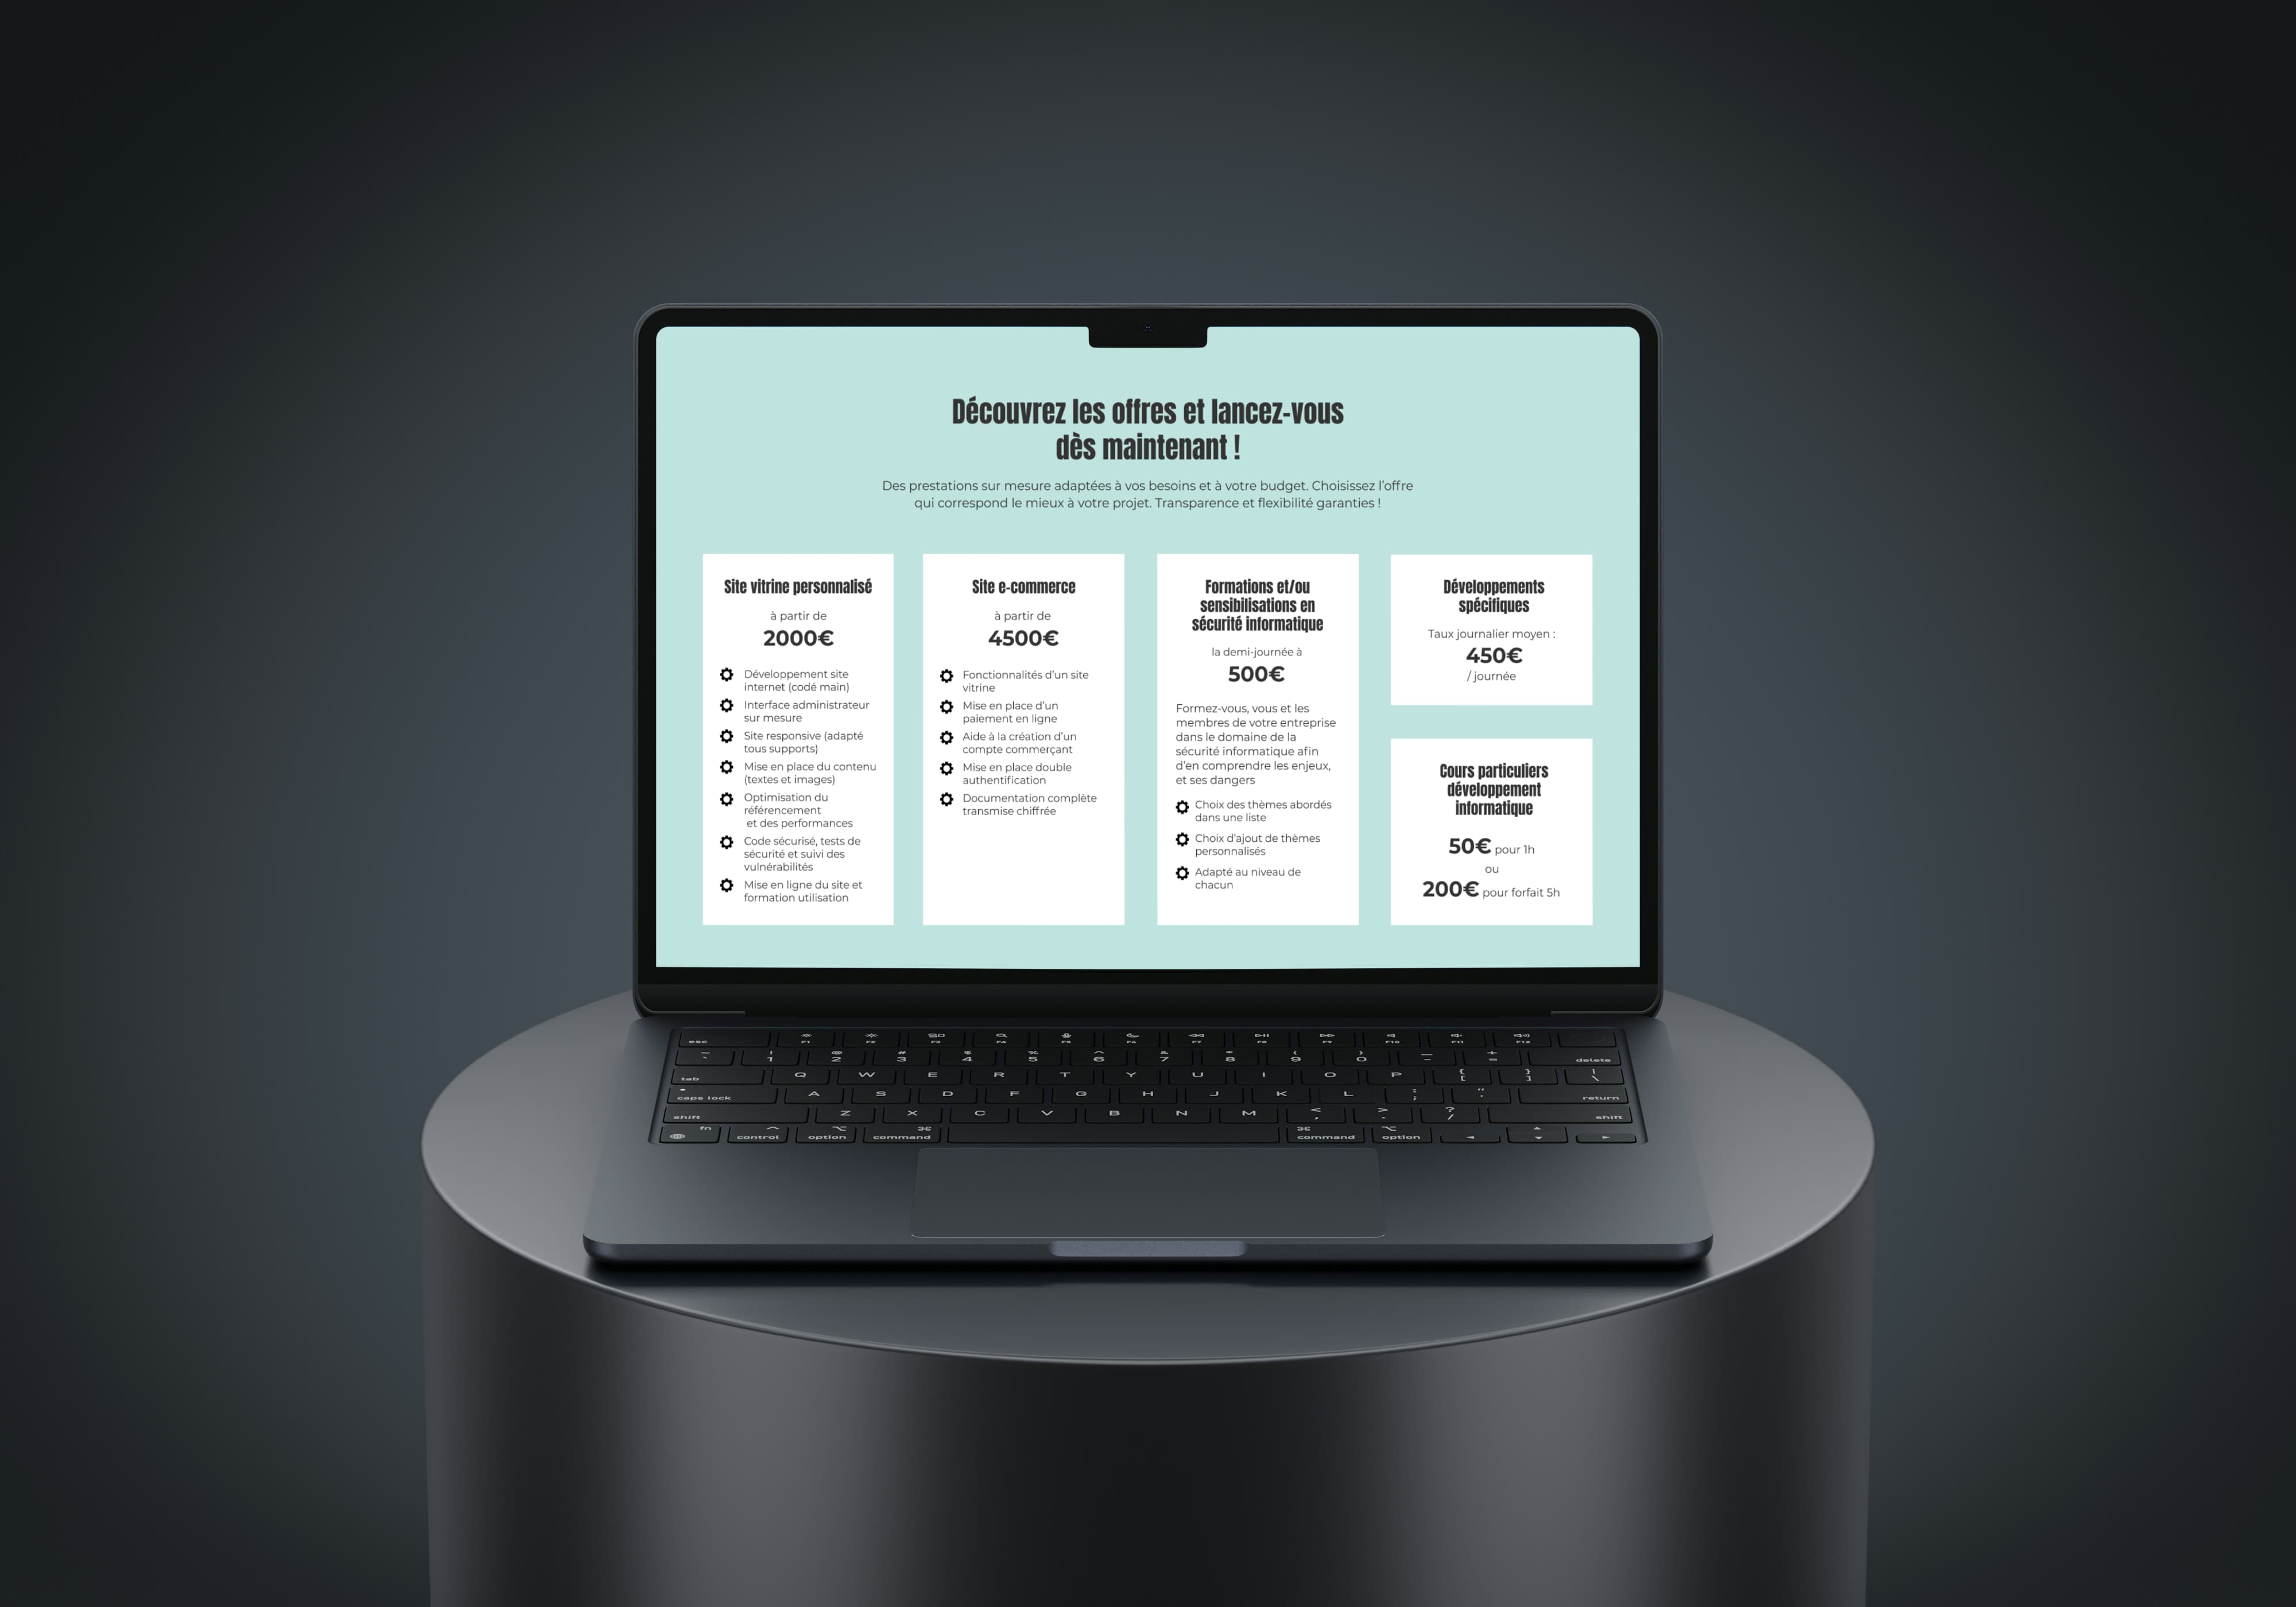 Découvrez les offres et lancez-vous
dès maintenant !
Des prestations sur mesure adaptées à vos besoins et à votre budget. Choisissez l'offre
qui correspond le mieux à votre projet. Transparence et flexibilité garanties !
Site vitrine personnalisé
à partir de
2000€
Développement site
internet (codé main)
Interface administrateur
sur mesure
Site responsive (adapté
tous supports)
Mise en place du contenu
(textes et images)
Optimisation du
référencement
et des performances
Code sécurisé, tests de
sécurité et suivi des
vulnérabilités
Mise en ligne du site et
formation utilisation
Site e-commerce
à partir de
4500€
Fonctionnalités d'un site
vitrine
Mise en place d'un
paiement en ligne
Aide à la création d'un
compte commerçant
Mise en place double
authentification
Documentation complète
transmise chiffrée
Formations et/ou
sensibilisations en
sécurité informatique
la demi-journée à
500€
Formez-vous, vous et les
membres de votre entreprise
dans le domaine de la
sécurité informatique afin
d'en comprendre les enjeux,
et ses dangers
Choix des thèmes abordés
dans une liste
Choix d'ajout de thèmes
personnalisés
Adapté au niveau de
chacun
Développements
spécifiques
Taux journalier moyen :
450€
/ journée
Cours particuliers
développement
informatique
50€ pour 1h
ou
200€ pour forfait 5h
esc F1 F2 F3 F4 F5 F6 F7 F8 F9 F10 F11 F12
1 2 3 4 5 6 7 8 9 0 delete
tab Q W E R T Y U I O P
caps lock A S D F G H J K L return
shift Z X C V B N M shift
fn control option command command option